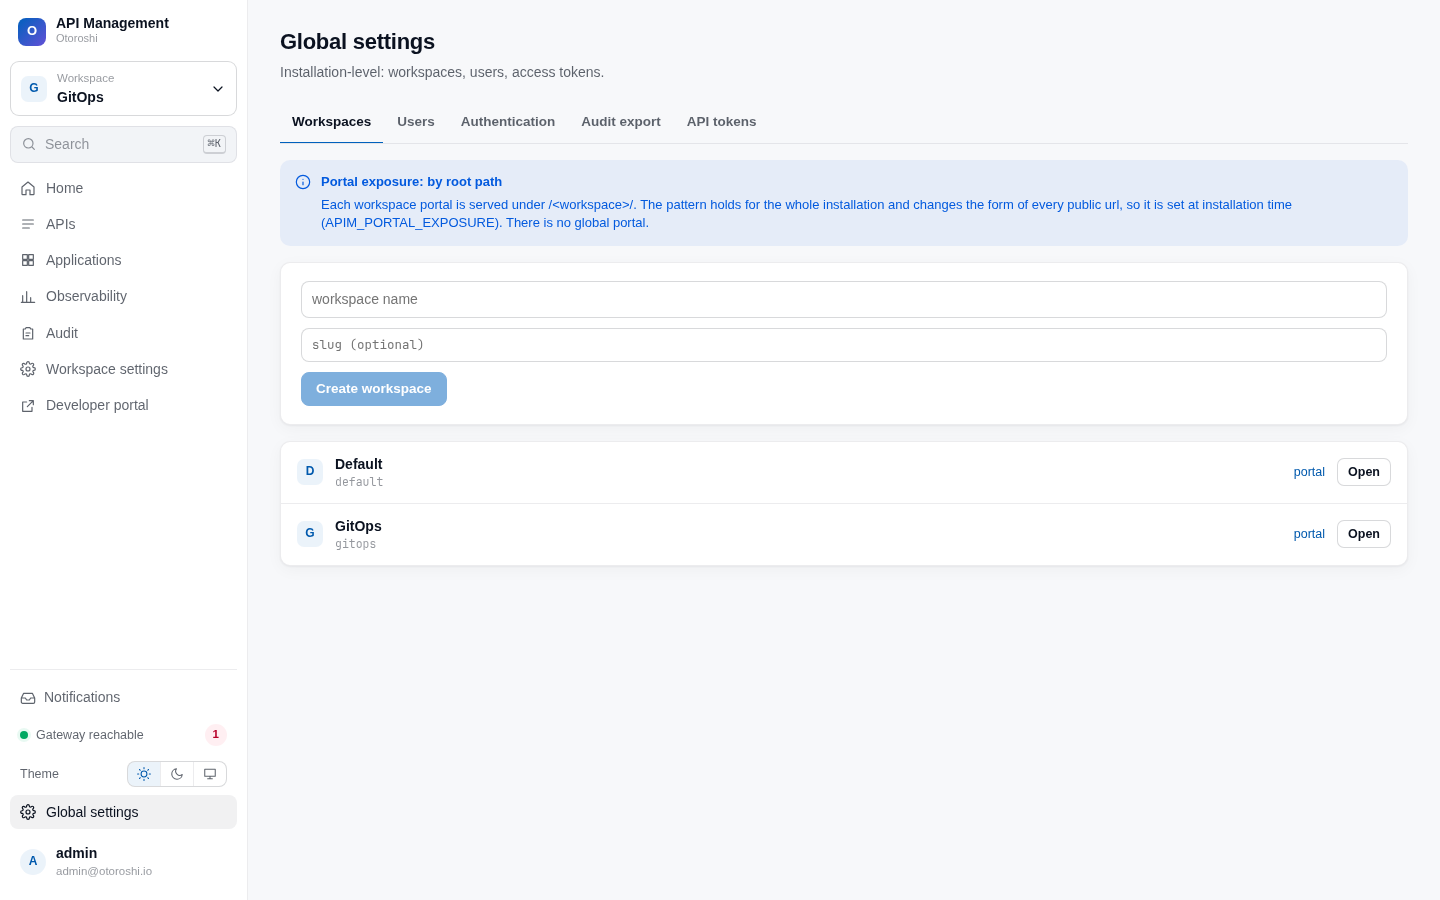 O
API Management
Otoroshi
G
Workspace
GitOps
Search
⌘K
Home
APIs
Applications
Observability
Audit
Workspace settings
Developer portal
Notifications
Gateway reachable
1
Theme
Global settings
A
admin
admin@otoroshi.io
Global settings
Installation-level: workspaces, users, access tokens.
Workspaces Users Authentication Audit export API tokens
Portal exposure: by root path
Each workspace portal is served under /<workspace>/. The pattern holds for the whole installation and changes the form of every public url, so it is set at installation time
(APIM_PORTAL_EXPOSURE). There is no global portal.
workspace name
slug (optional)
Create workspace
D
Default
default
portal
Open
G
GitOps
gitops
portal
Open